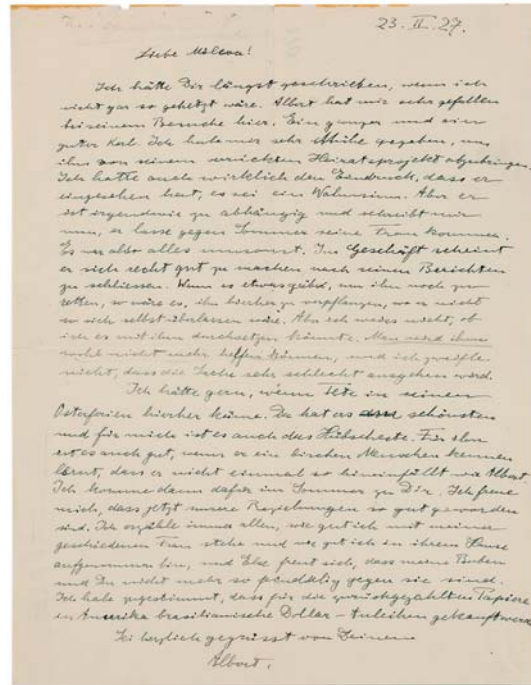 23. II. 27.
Liebe Mileva!
Ich hätte Dir längst geschrieben, wenn ich
nicht gar so gehetzt wäre. Albert hat mir sehr gefallen
bei seinem Besuche hier. Ein ganzer und ein
guter Kerl. Ich habe mir sehr Mühe gegeben, um
ihn von seinem verrückten Heiratsprojekt abzubringen.
Ich hatte auch wirklich den Eindruck, dass er
eingesehen hat, es sei ein Wahnsinn. Aber er
ist irgendwie zu abhängig und schreibt mir
nun, er lasse gegen Sommer seine Frau kommen.
Es war also alles umsonst. Im Geschäft scheint
er sich recht gut zu machen nach seinen Berichten
zu schliessen. Wenn es etwas gäbe, um ihn noch zu
retten, so wäre es, ihn hierher zu verpflanzen, wo er nicht
so sich selbst überlassen wäre. Aber ich weiss nicht, ob
ich es mit ihm durchsetzen könnte. Man wird ihm
wohl nicht mehr helfen können, und ich zweifle
nicht, dass die Sache sehr schlecht ausgehen wird.
Ich hätte gern, wenn Tete in seinen
Osterferien hierher käme. Da hat er's am schönsten
und für mich ist es auch das Hübscheste. Für ihn
ist es auch gut, wenn er ein bischen Menschen kennen
lernt, dass er nicht einmal so hineinfällt wie Albert.
Ich komme dann dafür im Sommer zu Dir. Ich freue
mich, dass jetzt unsere Beziehungen so gut geworden
sind. Ich erzähle immer allen, wie gut ich mit meiner
geschiedenen Frau stehe und wie gut ich in ihrem Hause
aufgenommen bin, und Else freut sich, dass meine Buben
und Du nicht mehr so feindselig gegen sie sind.
Ich habe zugestimmt, dass für die zurückgezahlten Papiere
in Amerika brasilianische Dollar-Anleihen gekauft werden.
Sei herzlich gegrüsst von Deinem
Albert.